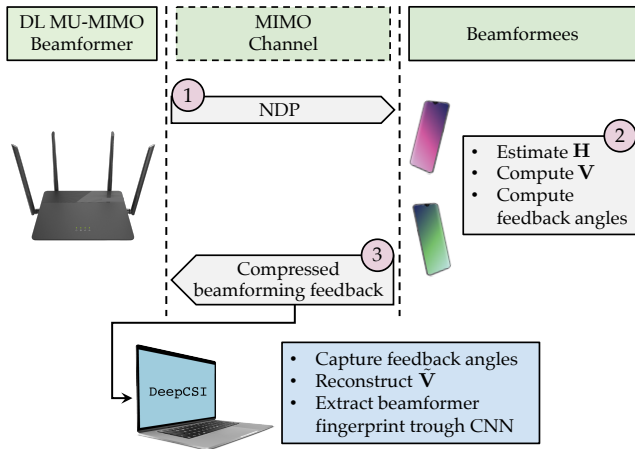 DL MU-MIMO
Beamformer
MIMO
Channel
Beamformees
1
NDP
2
• Estimate H
• Compute V
• Compute
feedback angles
3
Compressed
beamforming feedback
DeepCSI
• Capture feedback angles
• Reconstruct Ṽ
• Extract beamformer
fingerprint trough CNN